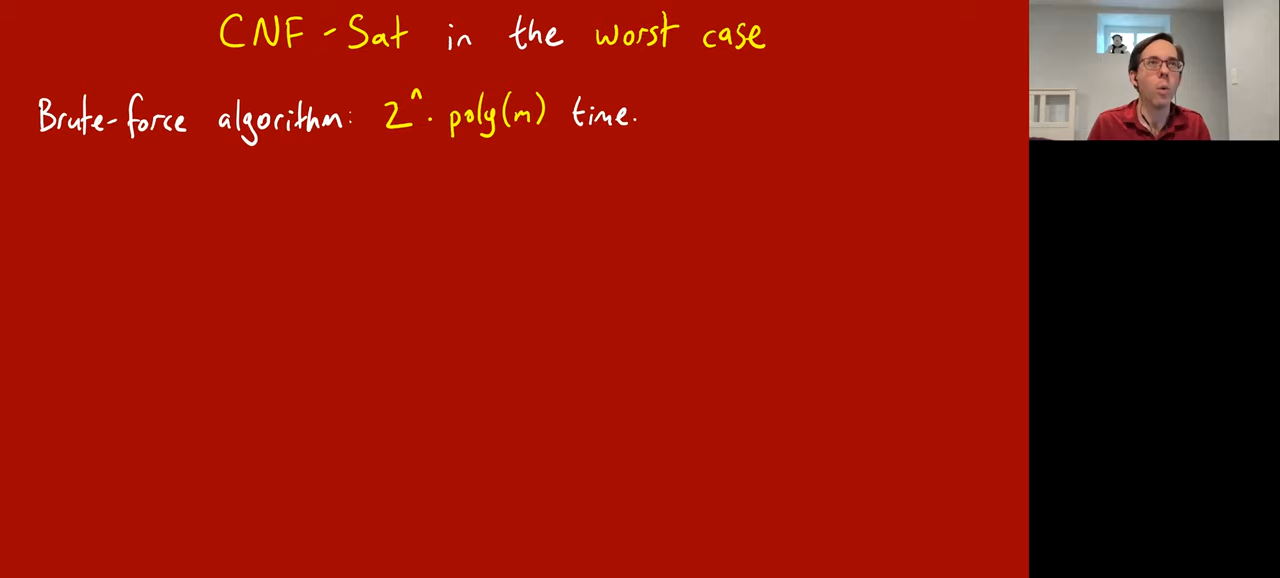 CNF-Sat in the worst case
Brute-force algorithm: 2^n · poly(m) time.